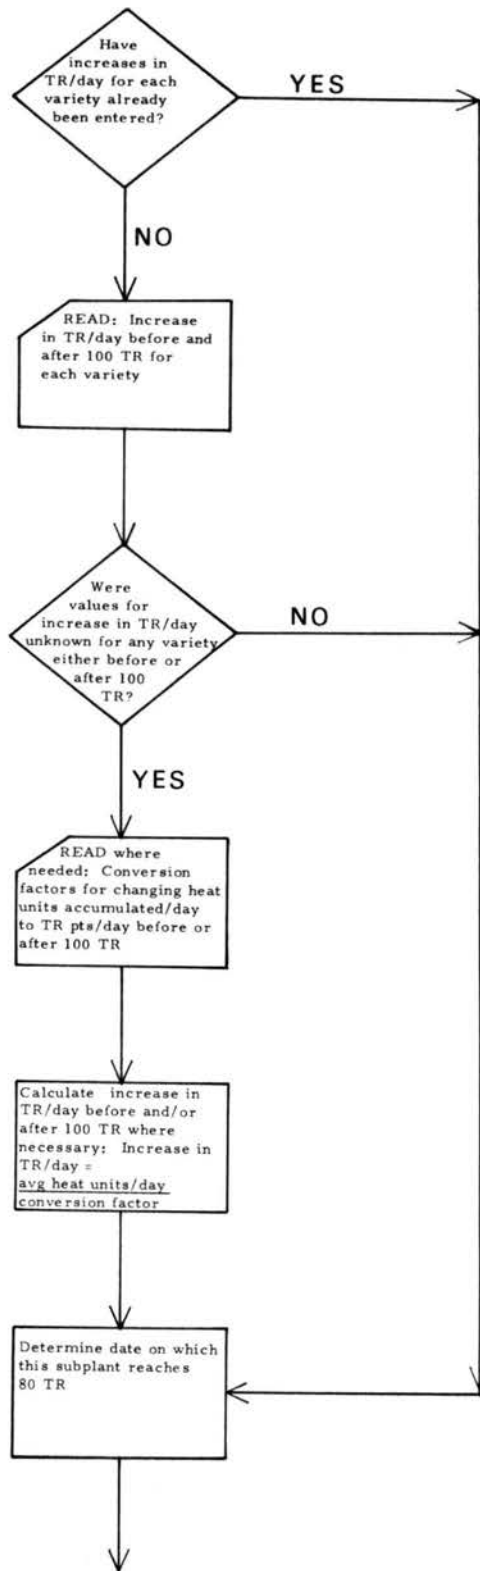 Have
increases in
TR/day for each
variety already
been entered?
YES
NO
READ: Increase
in TR/day before and
after 100 TR for
each variety
Were
values for
increase in TR/day
unknown for any variety
either before or
after 100
TR?
NO
YES
READ where
needed: Conversion
factors for changing heat
units accumulated/day
to TR pts/day before or
after 100 TR
Calculate increase in
TR/day before and/or
after 100 TR where
necessary: Increase in
TR/day =
avg heat units/day
conversion factor
Determine date on which
this subplant reaches
80 TR